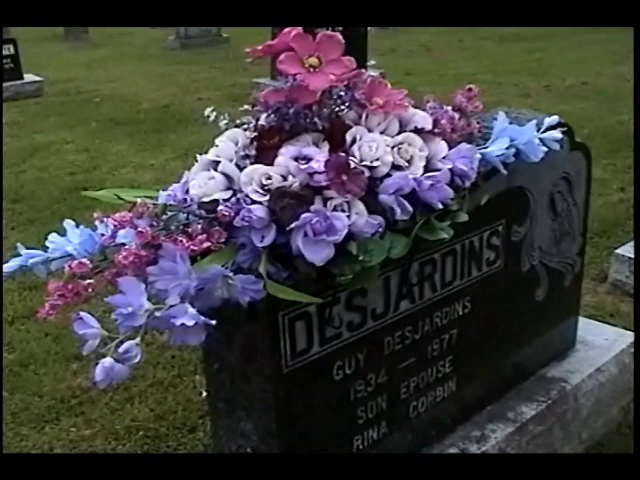 DESJARDINS
GUY DESJARDINS
1934 — 1977
SON EPOUSE
RINA CORBIN